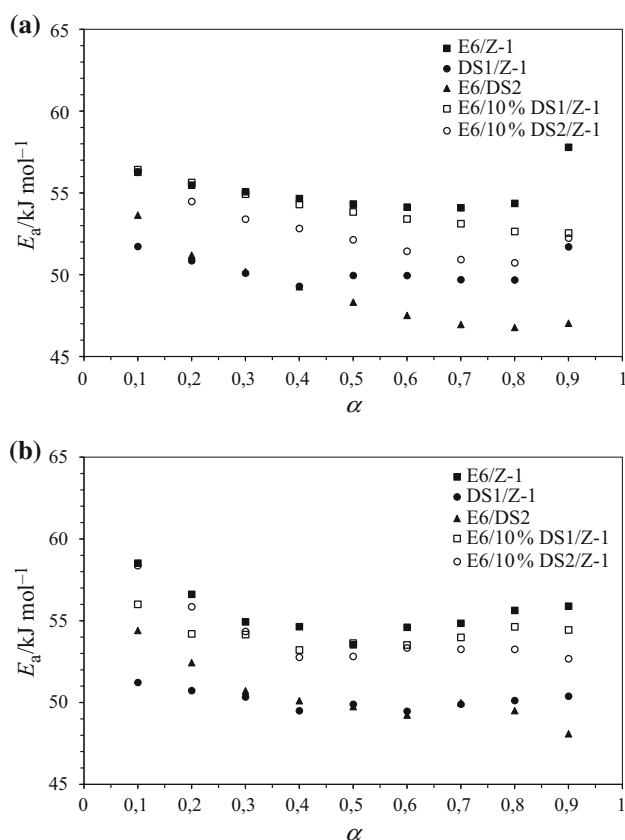 (a)
65
60
55
50
45
E6/Z-1
DS1/Z-1
E6/DS2
E6/10% DS1/Z-1
E6/10% DS2/Z-1
Ea/kJ mol–1
0 0,1 0,2 0,3 0,4 0,5 0,6 0,7 0,8 0,9 1
α
(b)
65
60
55
50
45
E6/Z-1
DS1/Z-1
E6/DS2
E6/10% DS1/Z-1
E6/10% DS2/Z-1
Ea/kJ mol–1
0 0,1 0,2 0,3 0,4 0,5 0,6 0,7 0,8 0,9 1
α